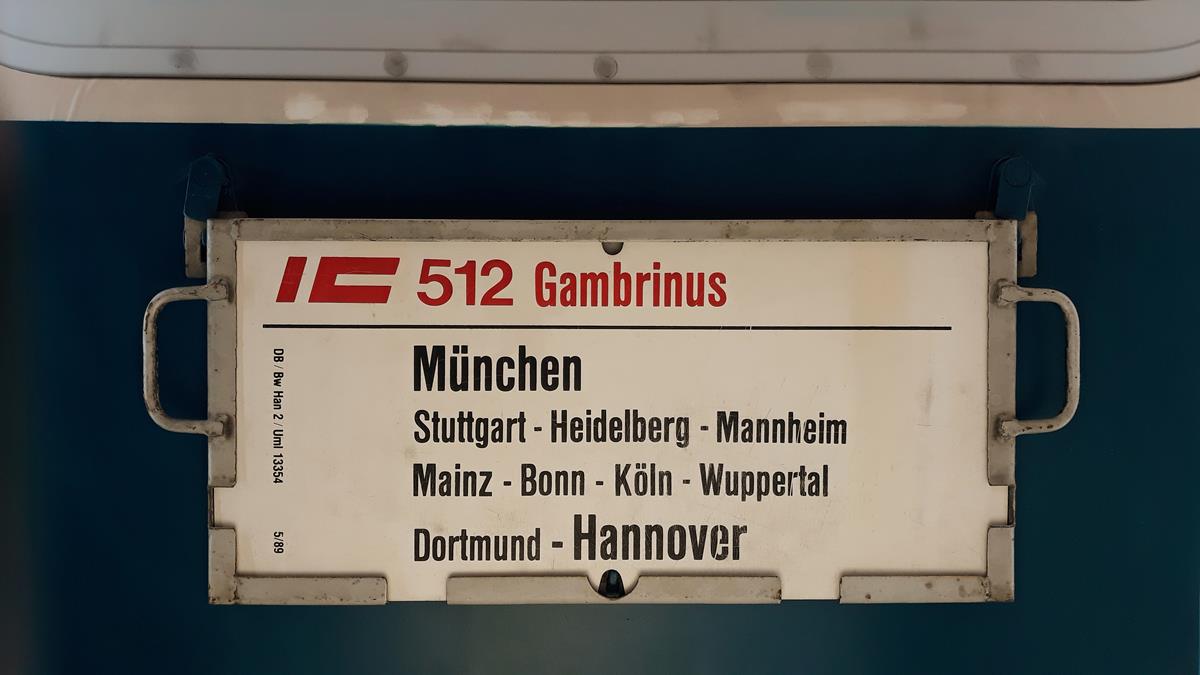 IC 512 Gambrinus
München
Stuttgart - Heidelberg - Mannheim
Mainz - Bonn - Köln - Wuppertal
Dortmund - Hannover
DB / Bw Han 2 / Uml 13354
5/89